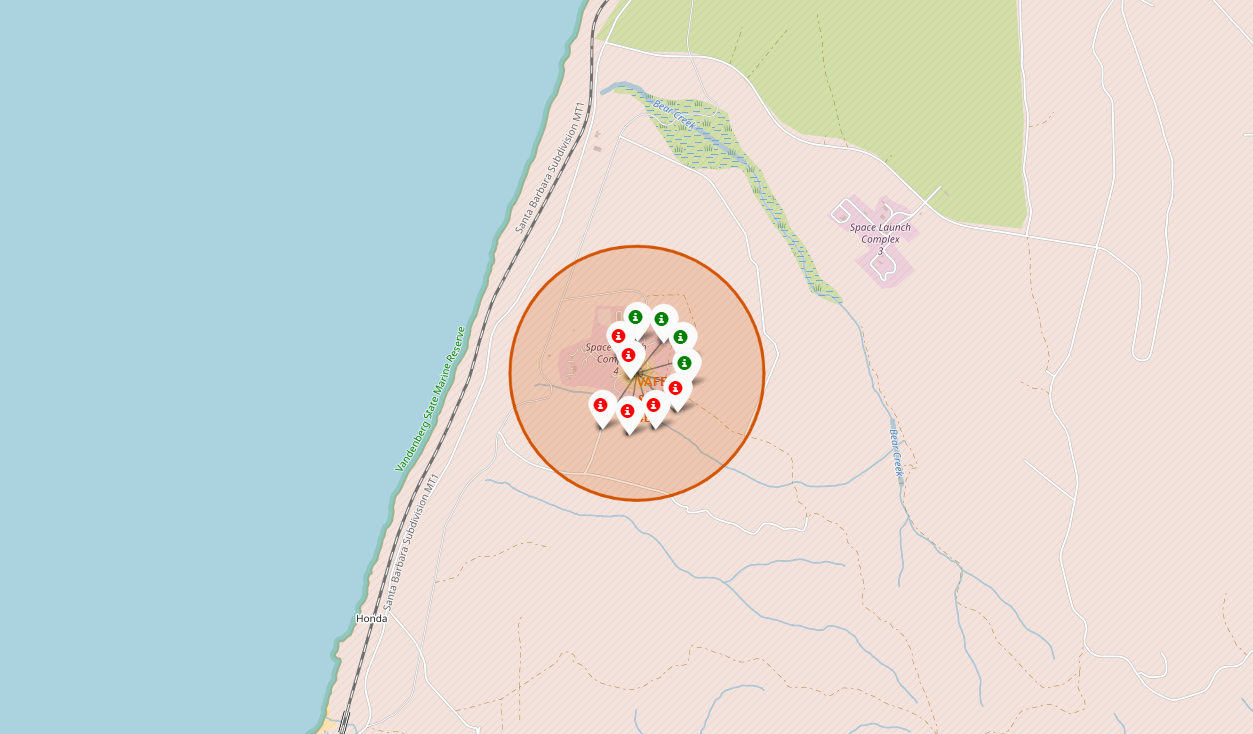 Santa Barbara Subdivision MT1
Bear Creek
Space Launch
Complex
3
Vandenberg State Marine Reserve
Bear Creek
Santa Barbara Subdivision MT1
Honda